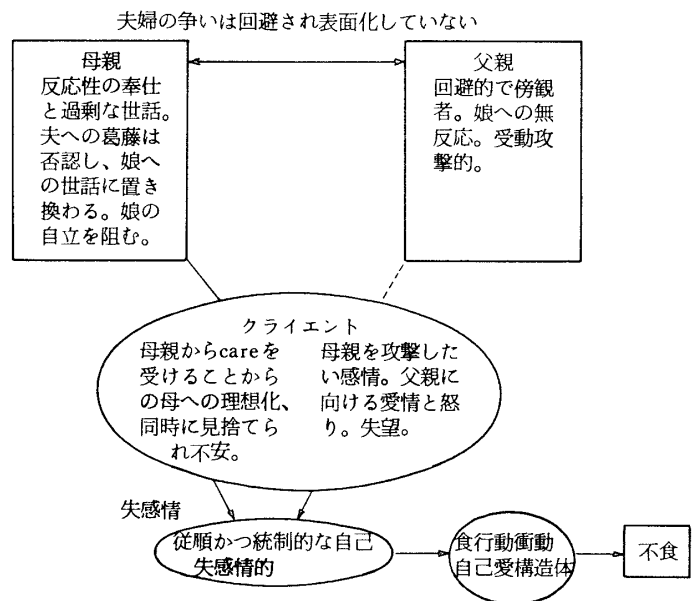 夫婦の争いは回避され表面化していない
母親
反応性の奉仕
と過剰な世話。
夫への葛藤は
否認し、娘へ
の世話に置き
換わる。娘の
自立を阻む。
父親
回避的で傍観
者。娘への無
反応。受動攻
撃的。
クライエント
母親からcareを
受けることから
の母への理想化、
同時に見捨てら
れ不安。
母親を攻撃した
い感情。父親に
向ける愛情と怒
り。失望。
失感情
従順かつ統制的な自己
失感情的
食行動衝動
自己愛構造体
不食